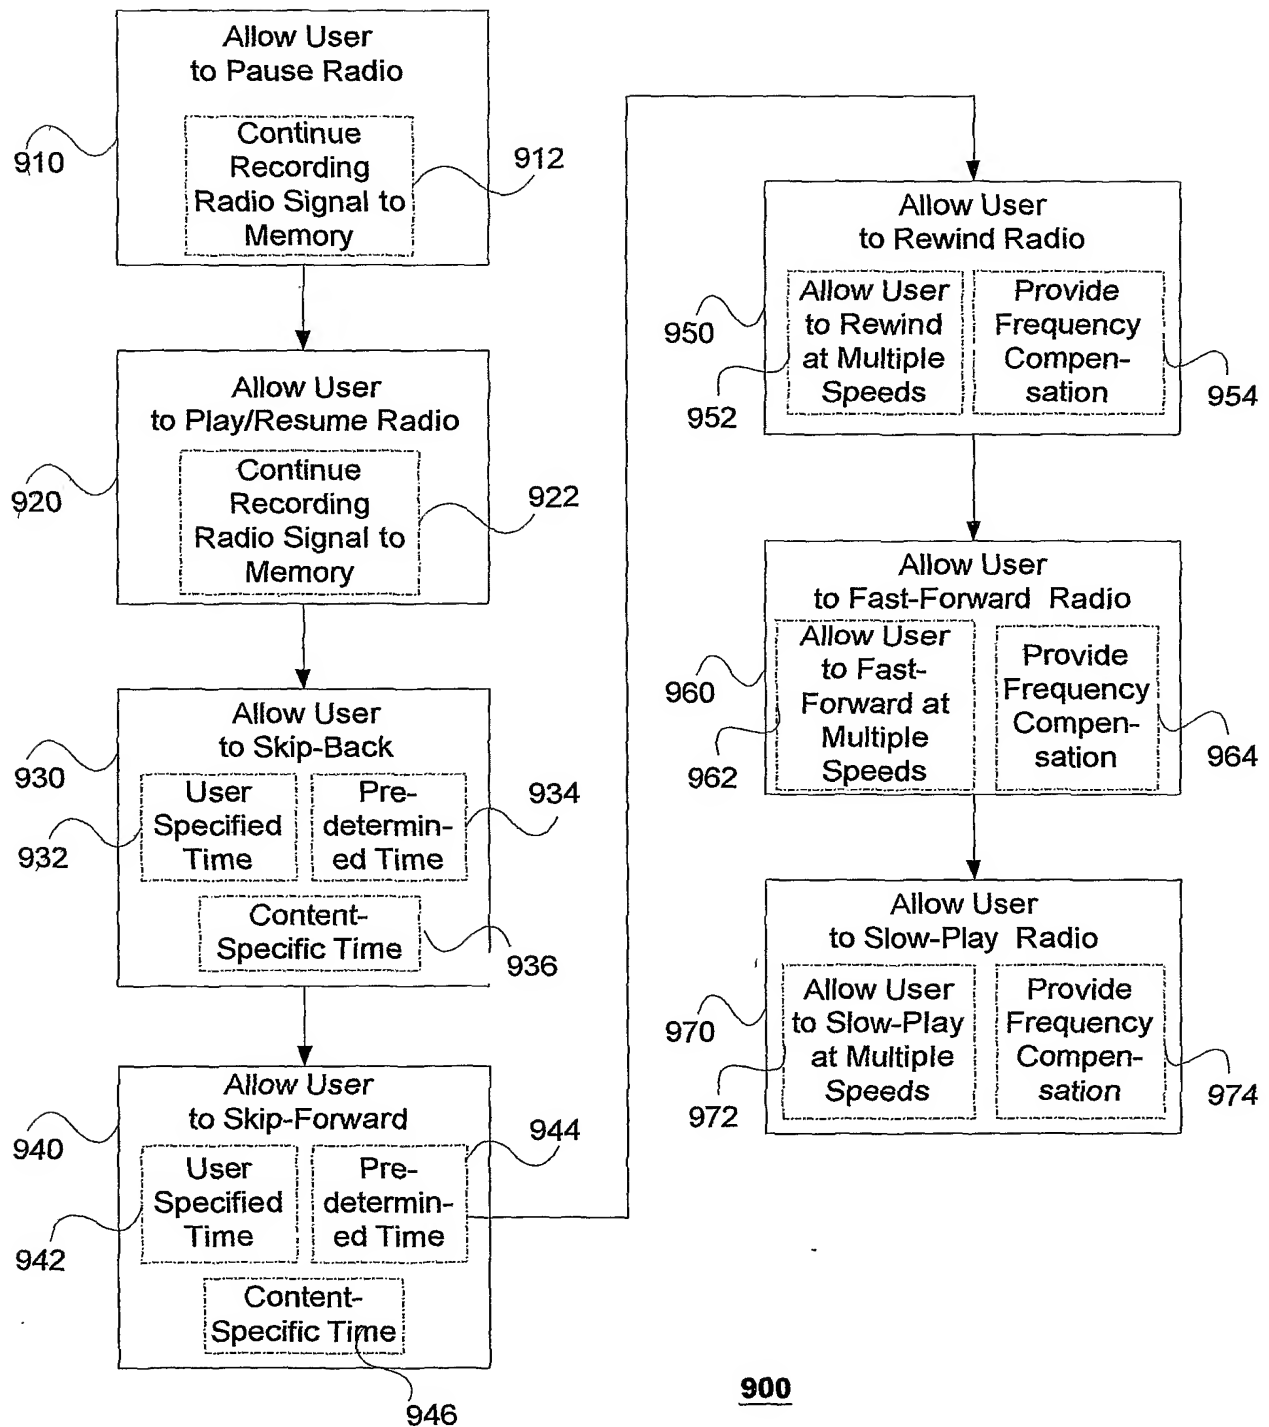 Allow User
to Pause Radio
Continue
Recording
Radio Signal to
Memory
910
912
Allow User
to Play/Resume Radio
Continue
Recording
Radio Signal to
Memory
920
922
Allow User
to Skip-Back
User
Specified
Time
Pre-
determin-
ed Time
Content-
Specific Time
930
932
934
936
Allow User
to Skip-Forward
User
Specified
Time
Pre-
determin-
ed Time
Content-
Specific Time
940
942
944
946
Allow User
to Rewind Radio
Allow User
to Rewind
at Multiple
Speeds
Provide
Frequency
Compen-
sation
950
952
954
Allow User
to Fast-Forward Radio
Allow User
to Fast-
Forward at
Multiple
Speeds
Provide
Frequency
Compen-
sation
960
962
964
Allow User
to Slow-Play Radio
Allow User
to Slow-Play
at Multiple
Speeds
Provide
Frequency
Compen-
sation
970
972
974
900